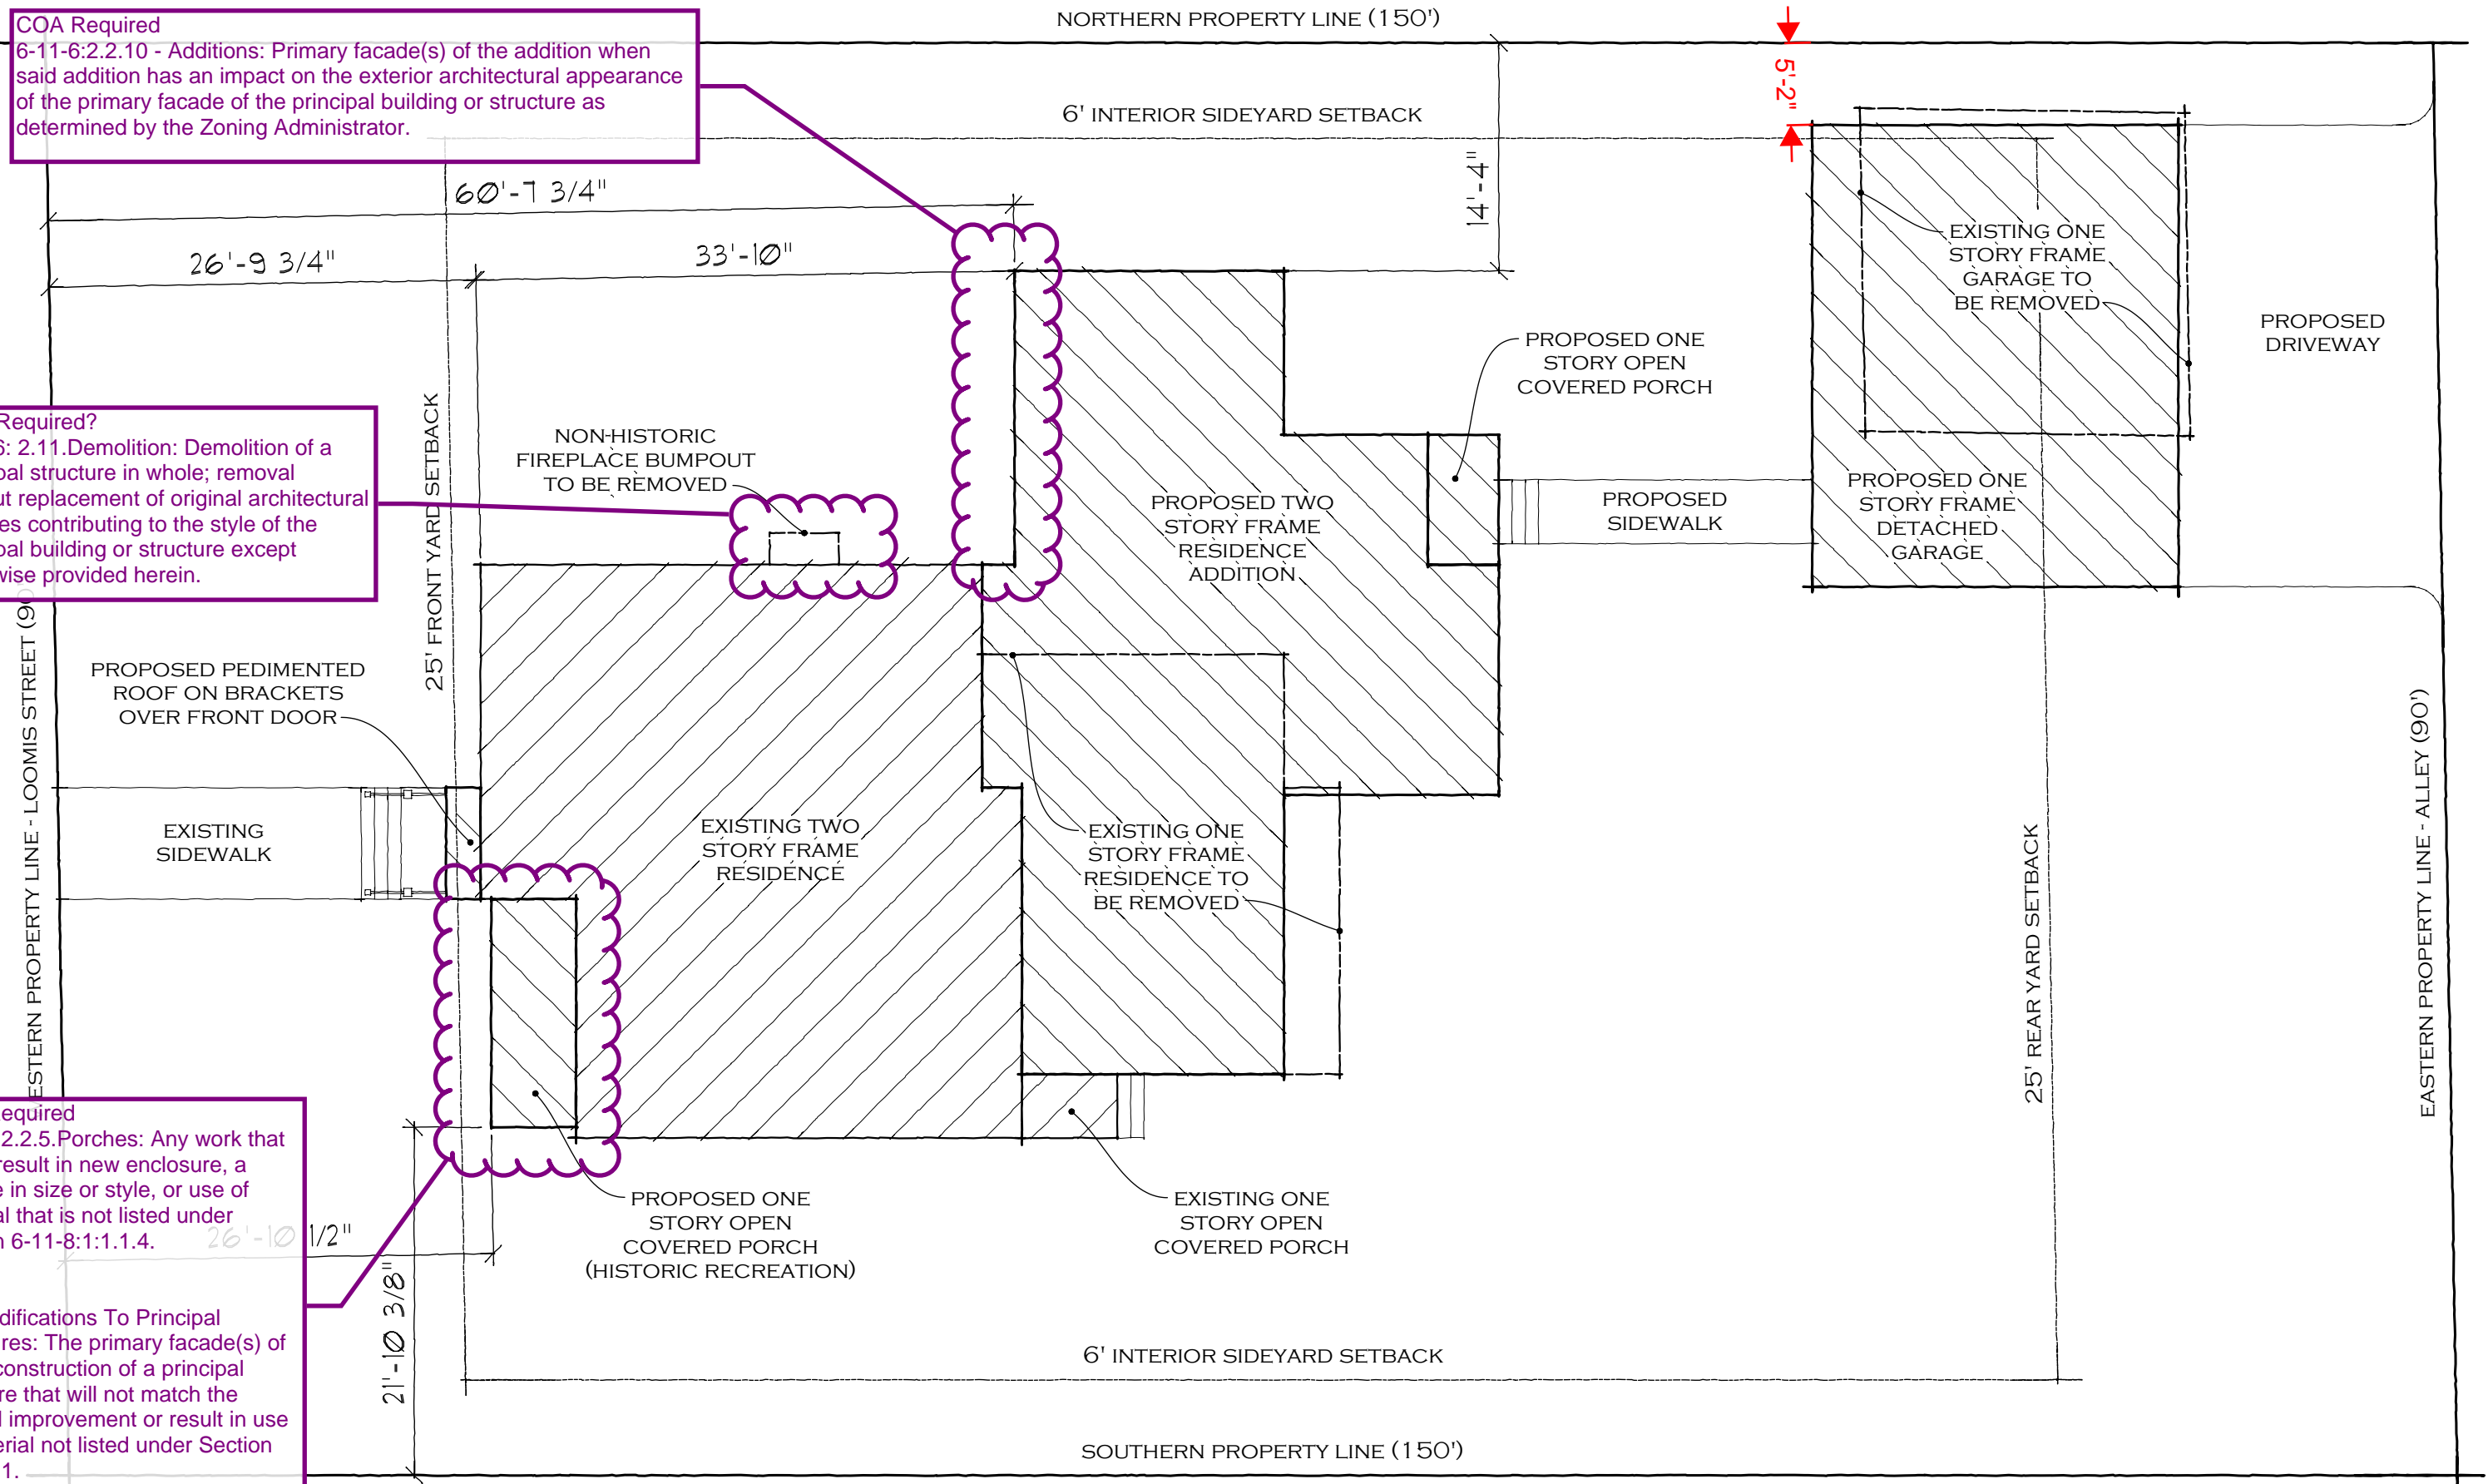 COA Required
6-11-6:2.2.10 - Additions: Primary facade(s) of the addition when
said addition has an impact on the exterior architectural appearance
of the primary facade of the principal building or structure as
determined by the Zoning Administrator.
NORTHERN PROPERTY LINE (150')
5'-2"
6' INTERIOR SIDEYARD SETBACK
60'-7 3/4"
14'-4"
26'-9 3/4"
33'-10"
EXISTING ONE
STORY FRAME
GARAGE TO
BE REMOVED
PROPOSED
DRIVEWAY
PROPOSED ONE
STORY OPEN
COVERED PORCH
Required?
6: 2.11.Demolition: Demolition of a
pal structure in whole; removal
ut replacement of original architectural
es contributing to the style of the
pal building or structure except
wise provided herein.
25' FRONT YARD SETBACK
NON-HISTORIC
FIREPLACE BUMPOUT
TO BE REMOVED
PROPOSED TWO
STORY FRAME
RESIDENCE
ADDITION
PROPOSED
SIDEWALK
PROPOSED ONE
STORY FRAME
DETACHED
GARAGE
ESTERN PROPERTY LINE - LOOMIS STREET (90
PROPOSED PEDIMENTED
ROOF ON BRACKETS
OVER FRONT DOOR
EXISTING
SIDEWALK
EXISTING TWO
STORY FRAME
RESIDENCE
EXISTING ONE
STORY FRAME
RESIDENCE TO
BE REMOVED
25' REAR YARD SETBACK
EASTERN PROPERTY LINE - ALLEY (90')
equired
2.2.5.Porches: Any work that
result in new enclosure, a
e in size or style, or use of
al that is not listed under
n 6-11-8:1:1.1.4.
26'-10 1/2"
difications To Principal
res: The primary facade(s) of
construction of a principal
re that will not match the
l improvement or result in use
erial not listed under Section
1.
21'-10 3/8"
PROPOSED ONE
STORY OPEN
COVERED PORCH
(HISTORIC RECREATION)
EXISTING ONE
STORY OPEN
COVERED PORCH
6' INTERIOR SIDEYARD SETBACK
SOUTHERN PROPERTY LINE (150')